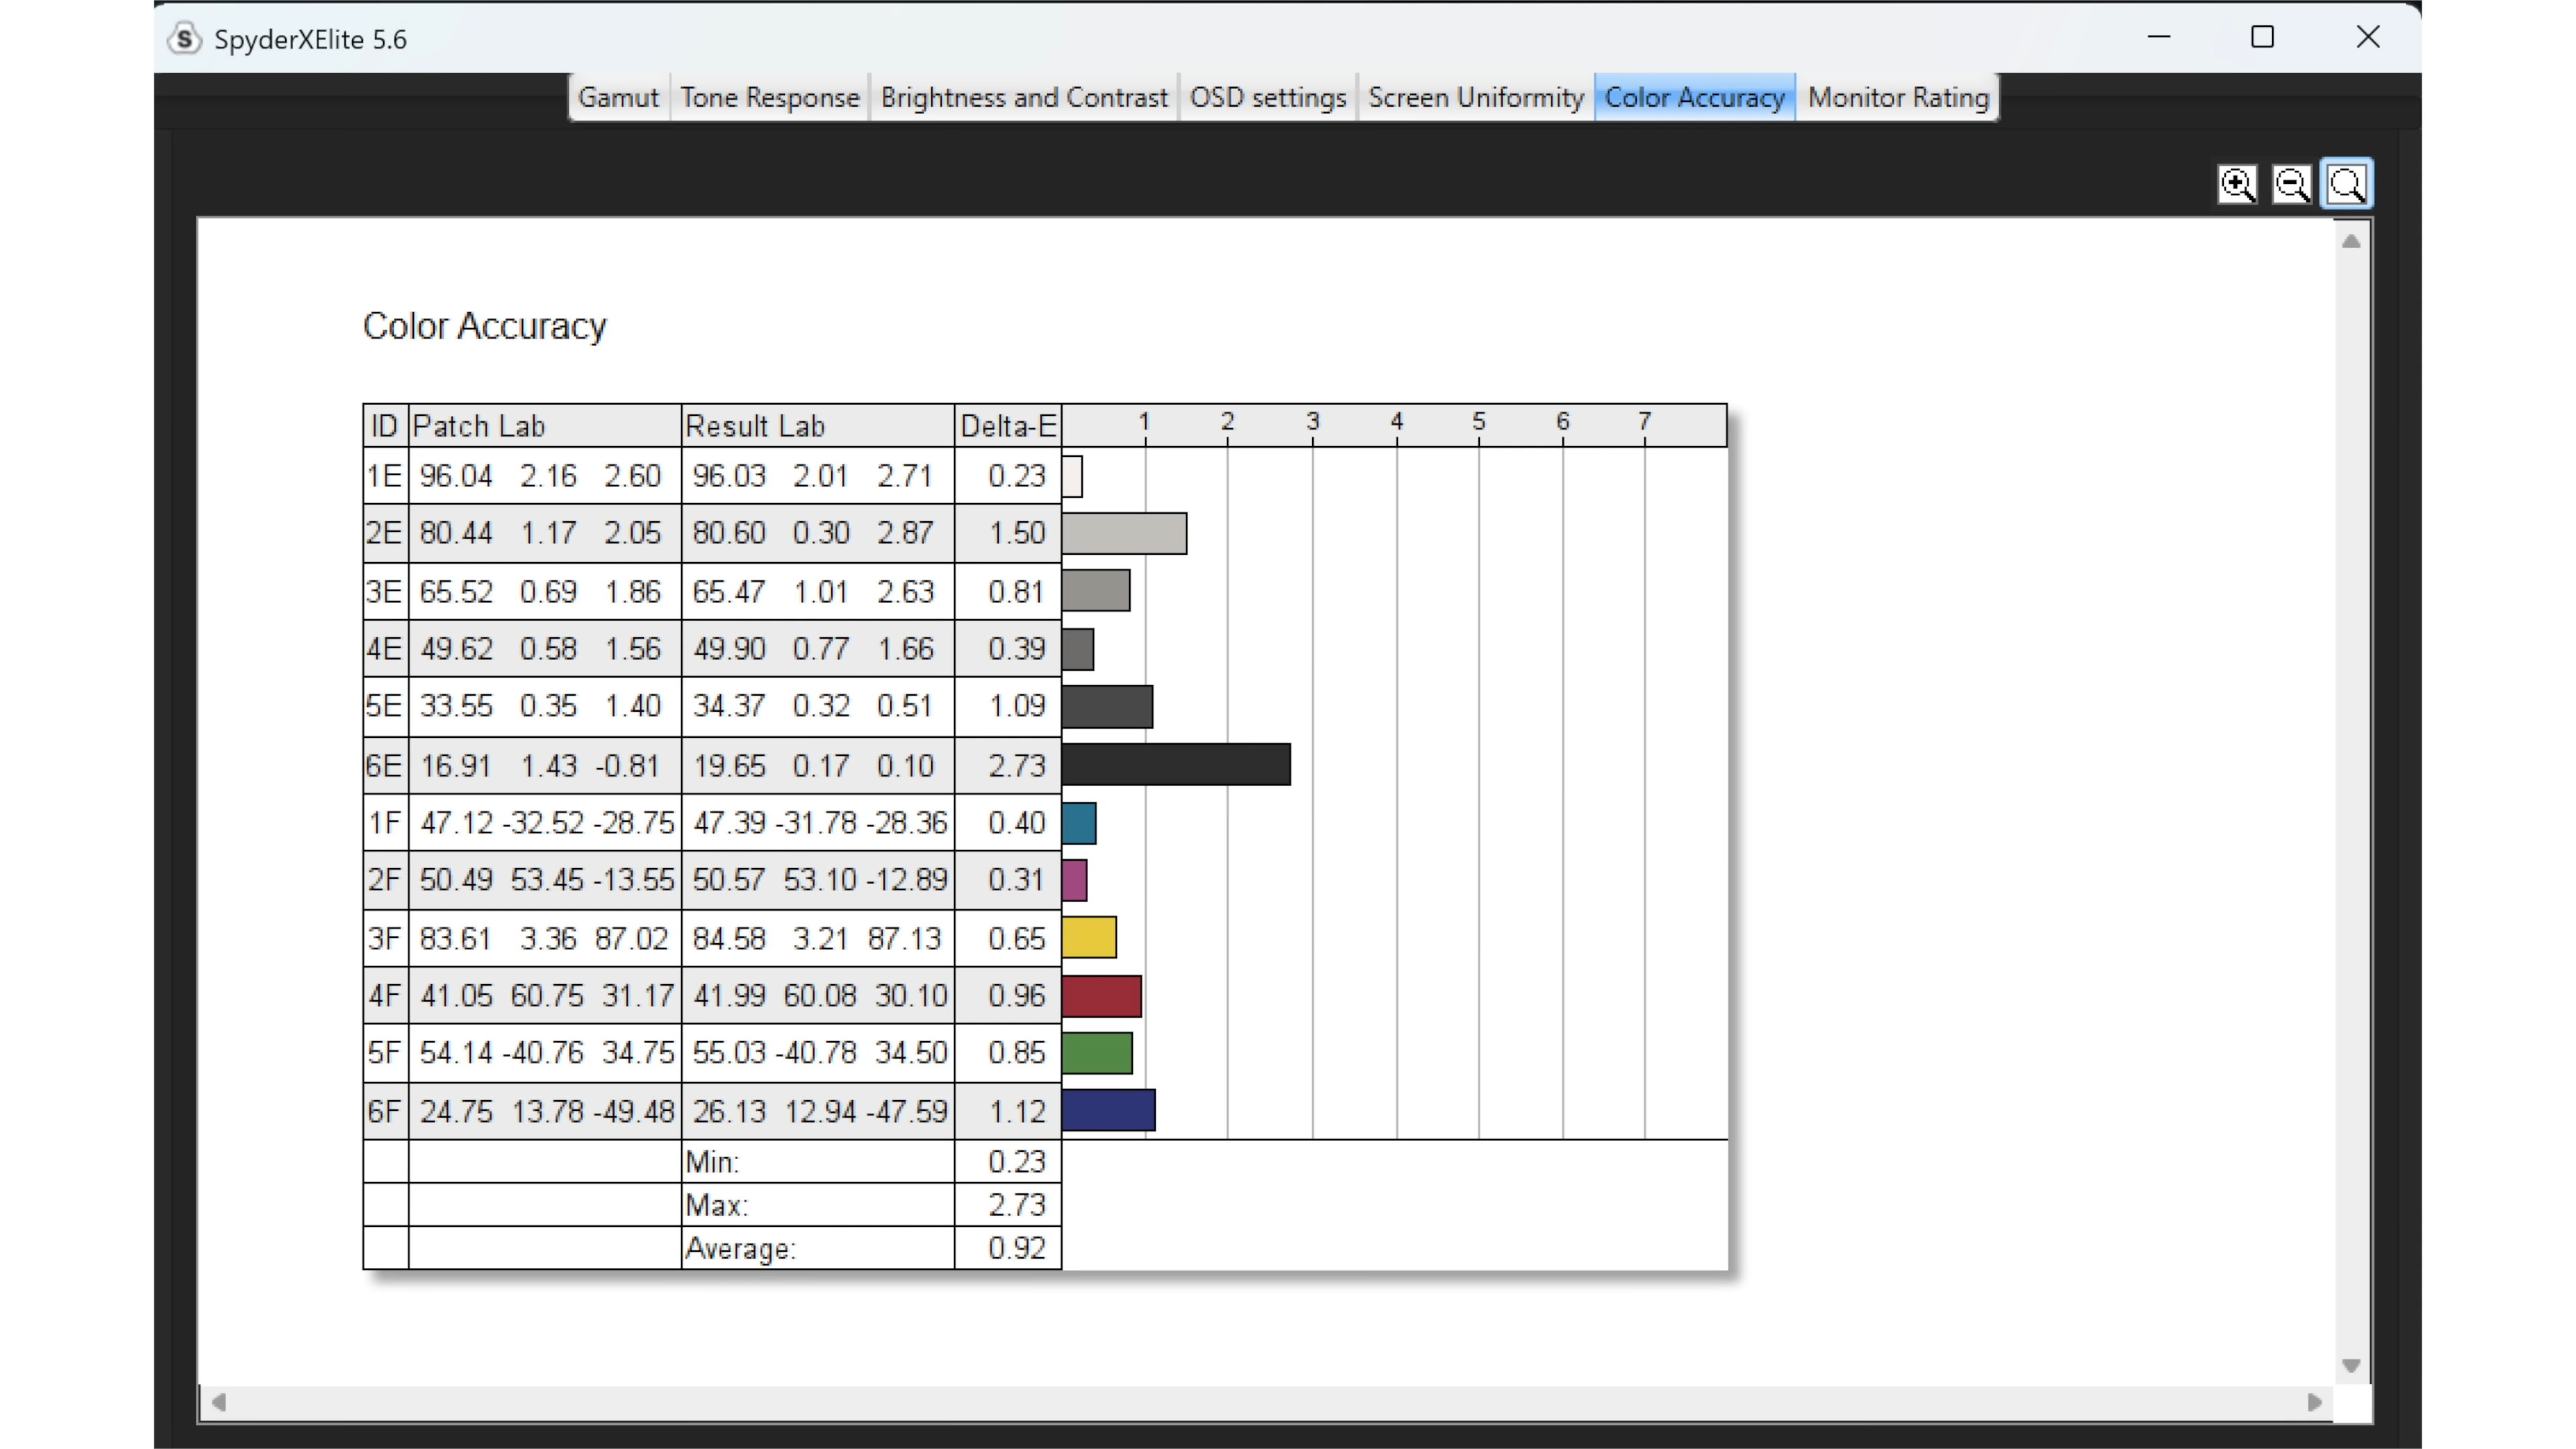 SpyderXElite 5.6
Gamut Tone Response Brightness and Contrast OSD settings Screen Uniformity Color Accuracy Monitor Rating
Color Accuracy
ID Patch Lab Result Lab Delta-E 1 2 3 4 5 6 7
1E 96.04 2.16 2.60 96.03 2.01 2.71 0.23
2E 80.44 1.17 2.05 80.60 0.30 2.87 1.50
3E 65.52 0.69 1.86 65.47 1.01 2.63 0.81
4E 49.62 0.58 1.56 49.90 0.77 1.66 0.39
5E 33.55 0.35 1.40 34.37 0.32 0.51 1.09
6E 16.91 1.43 -0.81 19.65 0.17 0.10 2.73
1F 47.12 -32.52 -28.75 47.39 -31.78 -28.36 0.40
2F 50.49 53.45 -13.55 50.57 53.10 -12.89 0.31
3F 83.61 3.36 87.02 84.58 3.21 87.13 0.65
4F 41.05 60.75 31.17 41.99 60.08 30.10 0.96
5F 54.14 -40.76 34.75 55.03 -40.78 34.50 0.85
6F 24.75 13.78 -49.48 26.13 12.94 -47.59 1.12
Min: 0.23
Max: 2.73
Average: 0.92